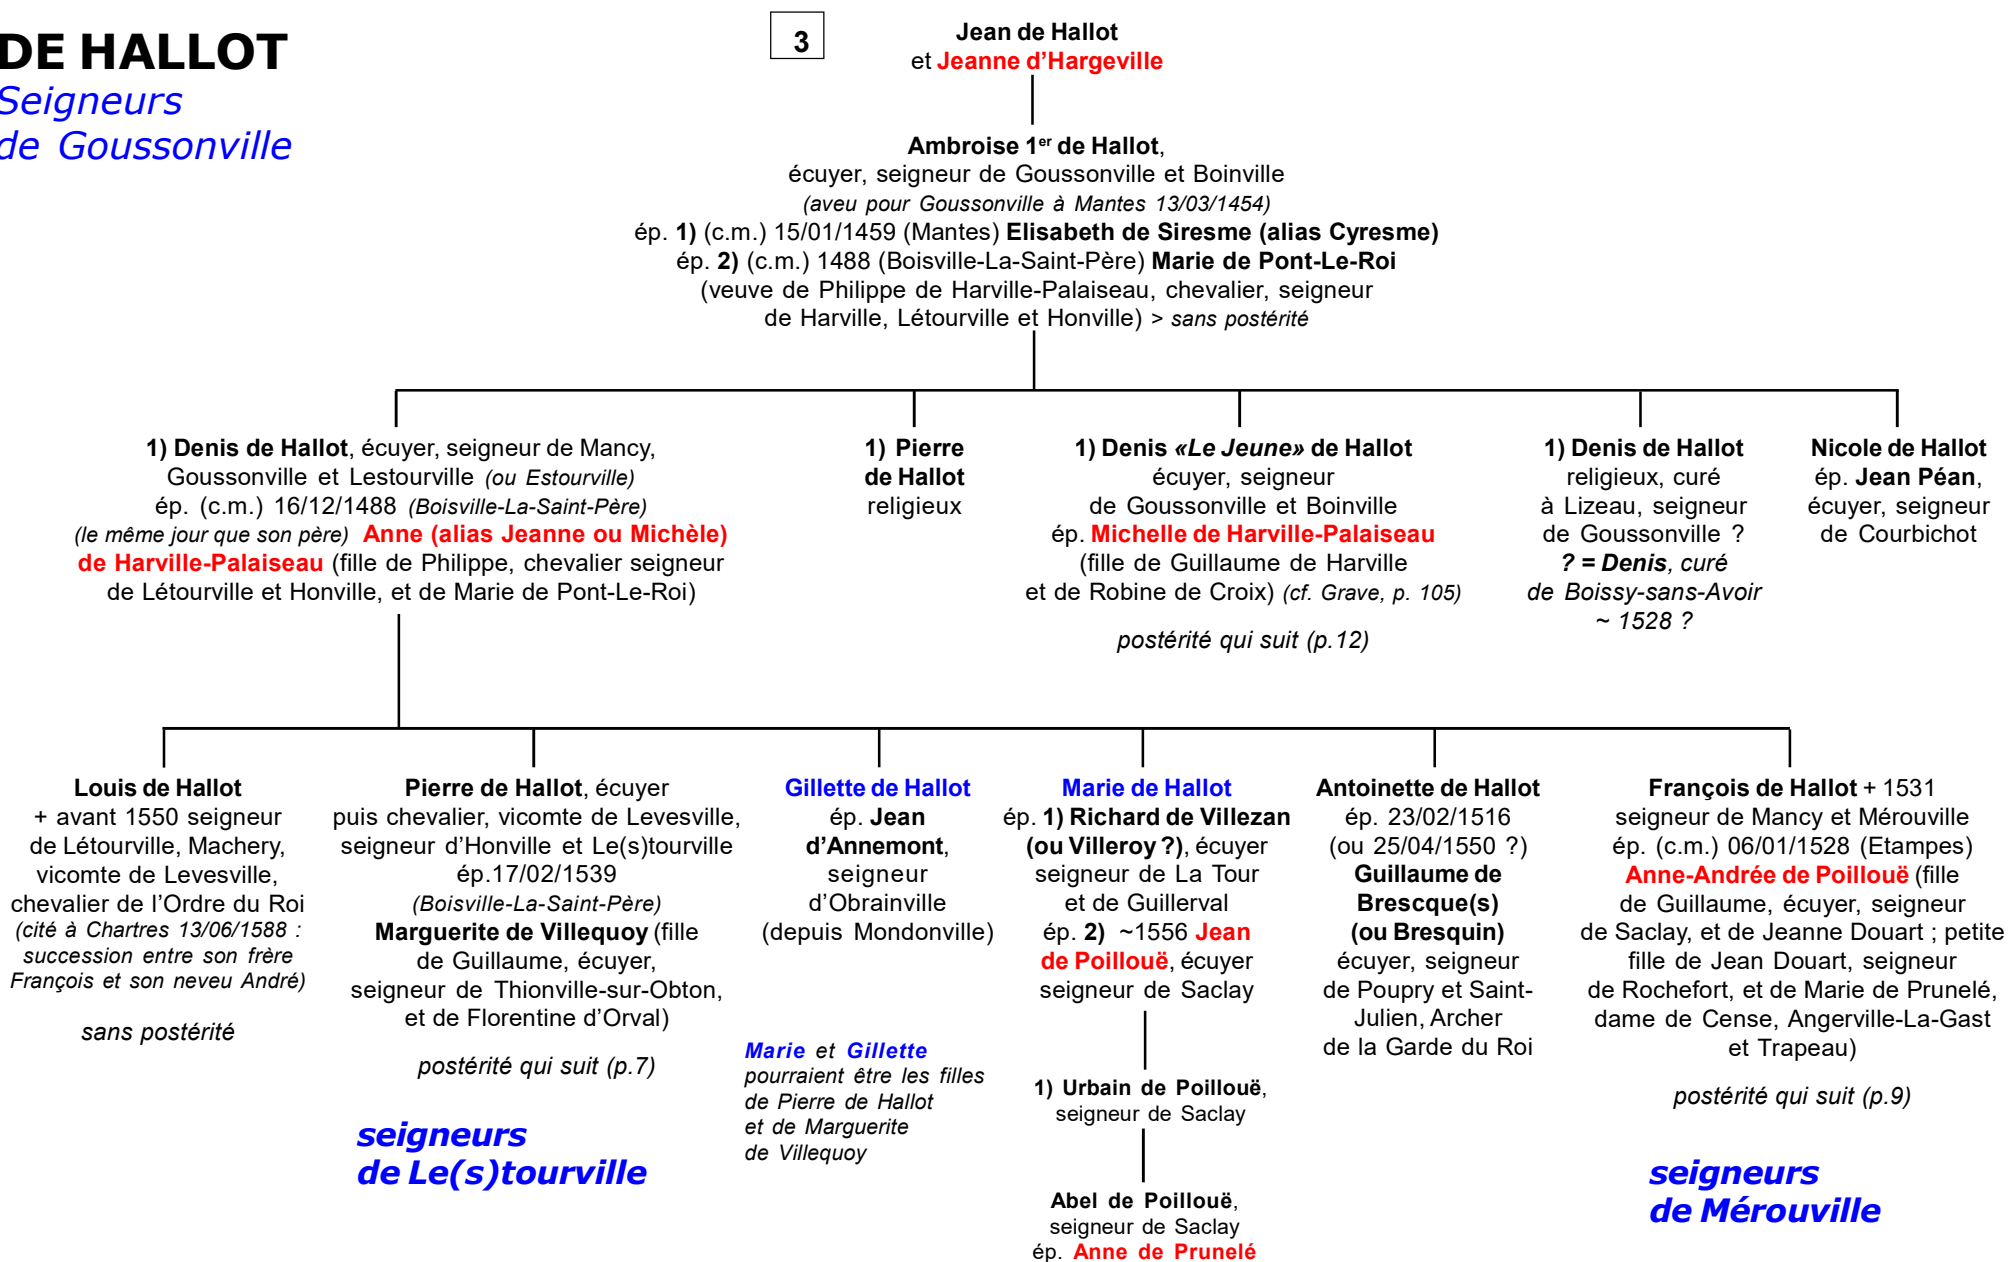 DE HALLOT
Seigneurs
de Goussonville
3
Jean de Hallot
et Jeanne d’Hargeville
Ambroise 1er de Hallot,
écuyer, seigneur de Goussonville et Boinville
(aveu pour Goussonville à Mantes 13/03/1454)
ép. 1) (c.m.) 15/01/1459 (Mantes) Elisabeth de Siresme (alias Cyresme)
ép. 2) (c.m.) 1488 (Boisville-La-Saint-Père) Marie de Pont-Le-Roi
(veuve de Philippe de Harville-Palaiseau, chevalier, seigneur
de Harville, Létourville et Honville) > sans postérité
1) Denis de Hallot, écuyer, seigneur de Mancy,
Goussonville et Lestourville (ou Estourville)
ép. (c.m.) 16/12/1488 (Boisville-La-Saint-Père)
(le même jour que son père) Anne (alias Jeanne ou Michèle)
de Harville-Palaiseau (fille de Philippe, chevalier seigneur
de Létourville et Honville, et de Marie de Pont-Le-Roi)
1) Pierre
de Hallot
religieux
1) Denis «Le Jeune» de Hallot
écuyer, seigneur
de Goussonville et Boinville
ép. Michelle de Harville-Palaiseau
(fille de Guillaume de Harville
et de Robine de Croix) (cf. Grave, p. 105)
postérité qui suit (p.12)
1) Denis de Hallot
religieux, curé
à Lizeau, seigneur
de Goussonville ?
? = Denis, curé
de Boissy-sans-Avoir
~ 1528 ?
Nicole de Hallot
ép. Jean Péan,
écuyer, seigneur
de Courbichot
Louis de Hallot
+ avant 1550 seigneur
de Létourville, Machery,
vicomte de Levesville,
chevalier de l’Ordre du Roi
(cité à Chartres 13/06/1588 :
succession entre son frère
François et son neveu André)
sans postérité
Pierre de Hallot, écuyer
puis chevalier, vicomte de Levesville,
seigneur d'Honville et Le(s)tourville
ép.17/02/1539
(Boisville-La-Saint-Père)
Marguerite de Villequoy (fille
de Guillaume, écuyer,
seigneur de Thionville-sur-Obton,
et de Florentine d’Orval)
postérité qui suit (p.7)
seigneurs
de Le(s)tourville
Gillette de Hallot
ép. Jean
d’Annemont,
seigneur
d’Obrainville
(depuis Mondonville)
Marie et Gillette
pourraient être les filles
de Pierre de Hallot
et de Marguerite
de Villequoy
Marie de Hallot
ép. 1) Richard de Villezan
(ou Villeroy ?), écuyer
seigneur de La Tour
et de Guillerval
ép. 2) ~1556 Jean
de Poillouë, écuyer
seigneur de Saclay
1) Urbain de Poillouë,
seigneur de Saclay
Abel de Poillouë,
seigneur de Saclay
ép. Anne de Prunelé
Antoinette de Hallot
ép. 23/02/1516
(ou 25/04/1550 ?)
Guillaume de
Brescque(s)
(ou Bresquin)
écuyer, seigneur
de Poupry et Saint-
Julien, Archer
de la Garde du Roi
François de Hallot + 1531
seigneur de Mancy et Mérouville
ép. (c.m.) 06/01/1528 (Etampes)
Anne-Andrée de Poillouë (fille
de Guillaume, écuyer, seigneur
de Saclay, et de Jeanne Douart ; petite
fille de Jean Douart, seigneur
de Rochefort, et de Marie de Prunelé,
dame de Cense, Angerville-La-Gast
et Trapeau)
postérité qui suit (p.9)
seigneurs
de Mérouville